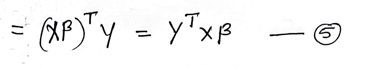 = (Xβ)ᵀy = yᵀxβ — ⑤